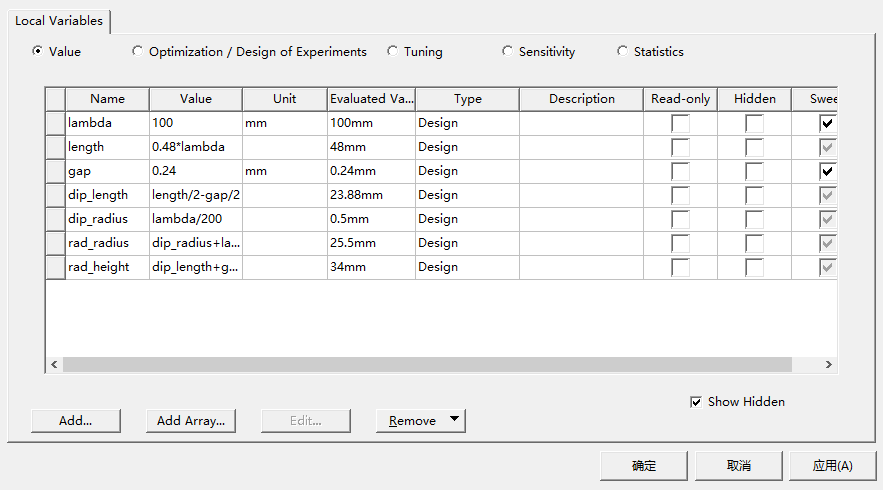 Local Variables
Value Optimization / Design of Experiments Tuning Sensitivity Statistics
Name Value Unit Evaluated Va... Type Description Read-only Hidden Swee
lambda 100 mm 100mm Design
length 0.48*lambda 48mm Design
gap 0.24 mm 0.24mm Design
dip_length length/2-gap/2 23.88mm Design
dip_radius lambda/200 0.5mm Design
rad_radius dip_radius+la... 25.5mm Design
rad_height dip_length+g... 34mm Design
Show Hidden
Add... Add Array... Edit... Remove
确定 取消 应用(A)